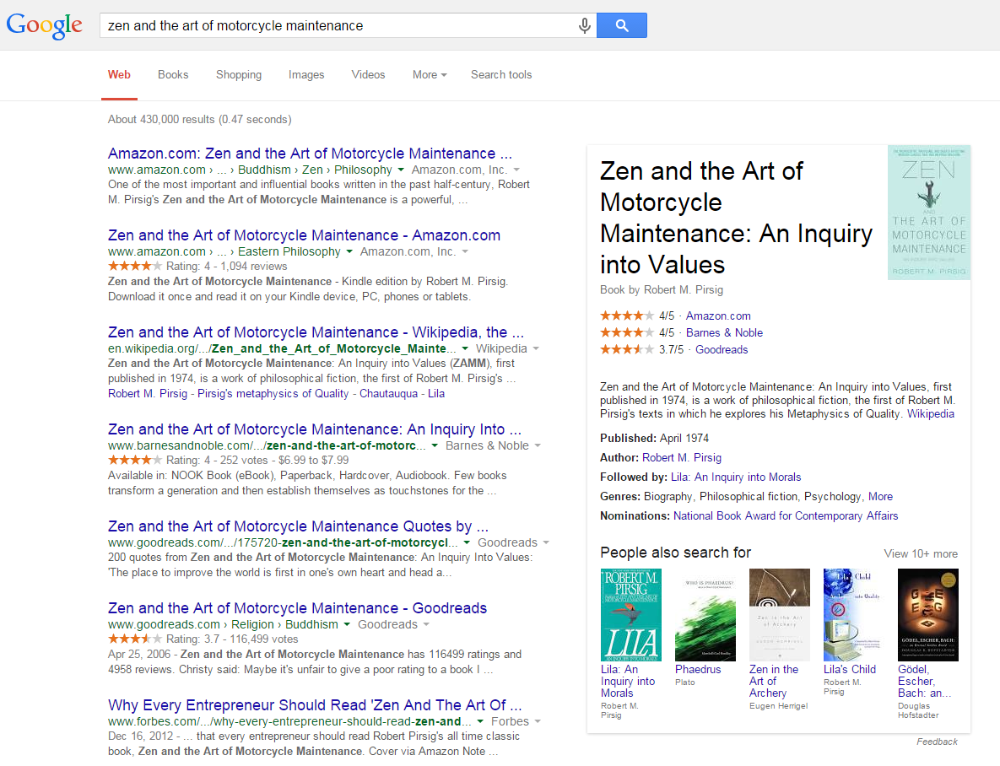 Google
zen and the art of motorcycle maintenance
Web Books Shopping Images Videos More Search tools
About 430,000 results (0.47 seconds)
Amazon.com: Zen and the Art of Motorcycle Maintenance ...
www.amazon.com › ... › Buddhism › Zen › Philosophy ▼ Amazon.com, Inc. ▼
One of the most important and influential books written in the past half-century, Robert
M. Pirsig's Zen and the Art of Motorcycle Maintenance is a powerful, ...
Zen and the Art of Motorcycle Maintenance - Amazon.com
www.amazon.com › ... › Eastern Philosophy ▼ Amazon.com, Inc. ▼
★★★★★ Rating: 4 - 1,094 reviews
Zen and the Art of Motorcycle Maintenance - Kindle edition by Robert M. Pirsig.
Download it once and read it on your Kindle device, PC, phones or tablets.
Zen and the Art of Motorcycle Maintenance - Wikipedia, the ...
en.wikipedia.org/.../Zen_and_the_Art_of_Motorcycle_Mainte... ▼ Wikipedia ▼
Zen and the Art of Motorcycle Maintenance: An Inquiry into Values (ZAMM), first
published in 1974, is a work of philosophical fiction, the first of Robert M. Pirsig's ...
Robert M. Pirsig - Pirsig's metaphysics of Quality - Chautauqua - Lila
Zen and the Art of Motorcycle Maintenance: An Inquiry Into ...
www.barnesandnoble.com/.../zen-and-the-art-of-motorc... ▼ Barnes & Noble ▼
★★★★★ Rating: 4 - 252 votes - $6.99 to $7.99
Available in: NOOK Book (eBook), Paperback, Hardcover, Audiobook. Few books
transform a generation and then establish themselves as touchstones for the ...
Zen and the Art of Motorcycle Maintenance Quotes by ...
www.goodreads.com/.../175720-zen-and-the-art-of-motorcycl... ▼ Goodreads ▼
200 quotes from Zen and the Art of Motorcycle Maintenance: An Inquiry Into Values:
'The place to improve the world is first in one's own heart and head a...
Zen and the Art of Motorcycle Maintenance - Goodreads
www.goodreads.com › Religion › Buddhism ▼ Goodreads ▼
★★★★★ Rating: 3.7 - 116,499 votes
Apr 25, 2006 - Zen and the Art of Motorcycle Maintenance has 116499 ratings and
4958 reviews. Christy said: Maybe it's unfair to give a poor rating to a book I ...
Why Every Entrepreneur Should Read 'Zen And The Art Of ...
www.forbes.com/.../why-every-entrepreneur-should-read-zen-and... ▼ Forbes ▼
Dec 16, 2012 - ... that every entrepreneur should read Robert Pirsig's all time classic
book, Zen and the Art of Motorcycle Maintenance. Cover via Amazon Note ...
Zen and the Art of
Motorcycle
Maintenance: An Inquiry
into Values
Book by Robert M. Pirsig
ZEN
AND
THE ART OF
MOTORCYCLE
MAINTENANCE
ROBERT M. PIRSIG
★★★★★ 4/5 · Amazon.com
★★★★★ 4/5 · Barnes & Noble
★★★★★ 3.7/5 · Goodreads
Zen and the Art of Motorcycle Maintenance: An Inquiry into Values, first
published in 1974, is a work of philosophical fiction, the first of Robert M.
Pirsig's texts in which he explores his Metaphysics of Quality. Wikipedia
Published: April 1974
Author: Robert M. Pirsig
Followed by: Lila: An Inquiry into Morals
Genres: Biography, Philosophical fiction, Psychology, More
Nominations: National Book Award for Contemporary Affairs
People also search for View 10+ more
ROBERT M.
PIRSIG
LILA
AN INQUIRY INTO MORALS
WHO IS PHAEDRUS?
Zen in the Art
of Archery
Lila's Child
into Quality
GÖDEL, ESCHER, BACH:
DOUGLAS R. HOFSTADTER
Lila: An
Inquiry into
Morals
Robert M.
Pirsig
Phaedrus
Plato
Zen in the
Art of
Archery
Eugen Herrigel
Lila's Child
Robert M.
Pirsig
Gödel,
Escher,
Bach: an...
Douglas
Hofstadter
Feedback